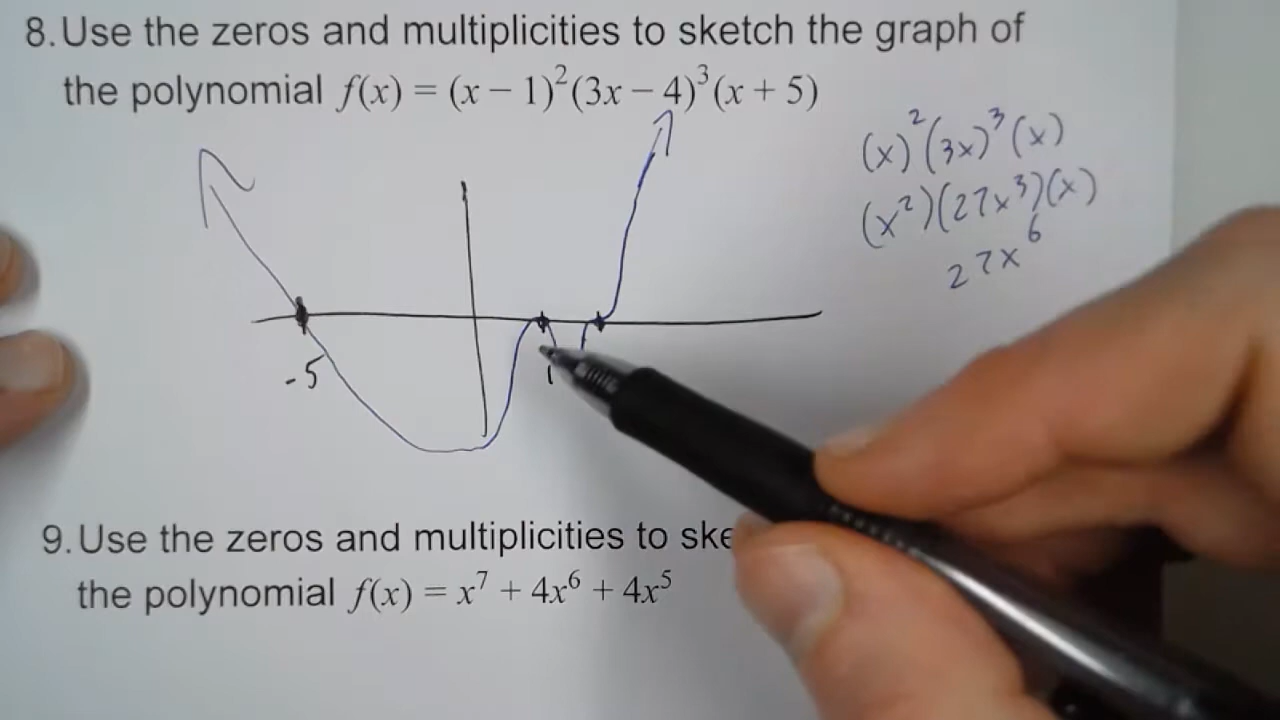 8. Use the zeros and multiplicities to sketch the graph of
the polynomial f(x) = (x − 1)²(3x − 4)³(x + 5)
(x)²(3x)³(x)
(x²)(27x³)(x)
27x⁶
-5
1
9. Use the zeros and multiplicities to ske
the polynomial f(x) = x⁷ + 4x⁶ + 4x⁵